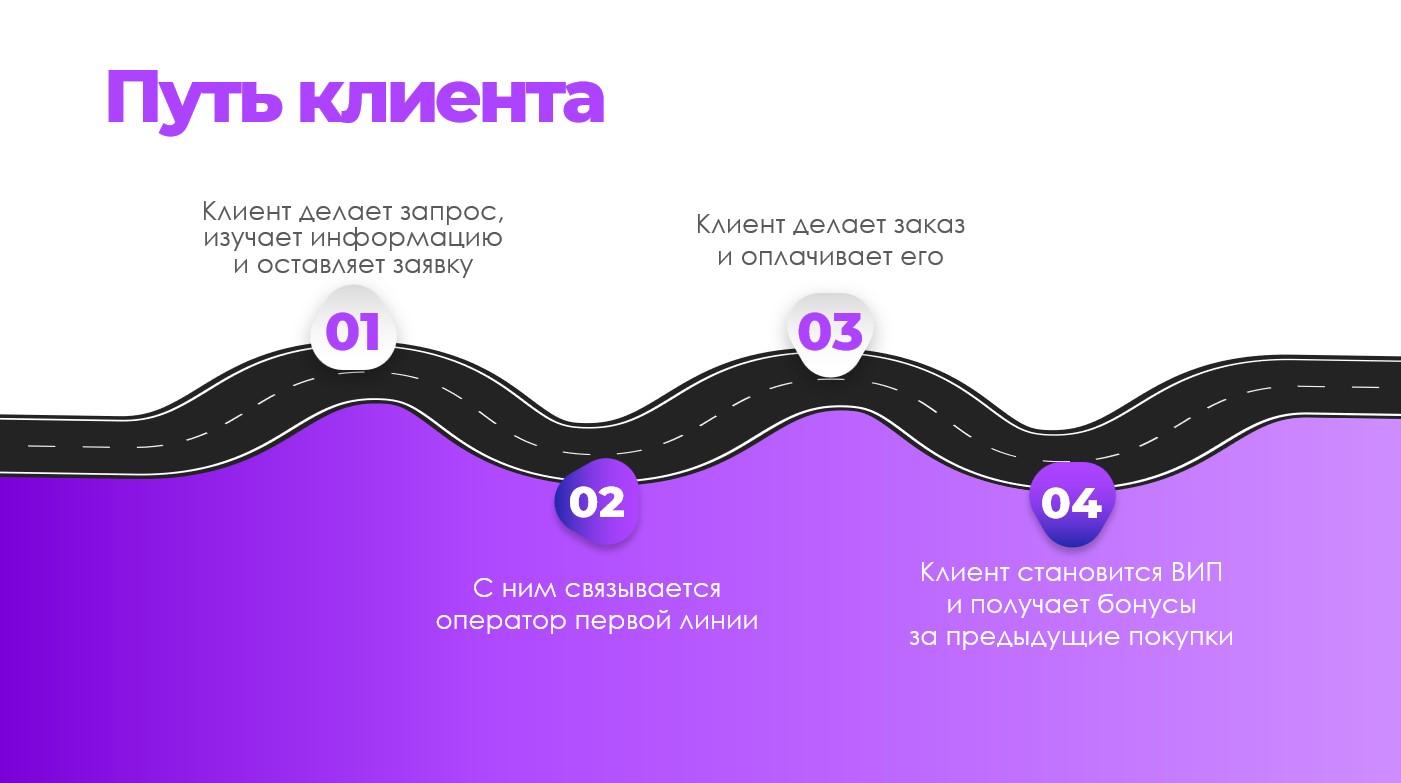 Путь клиента
Клиент делает запрос,
изучает информацию
и оставляет заявку
01
С ним связывается
оператор первой линии
02
Клиент делает заказ
и оплачивает его
03
04
Клиент становится ВИП
и получает бонусы
за предыдущие покупки